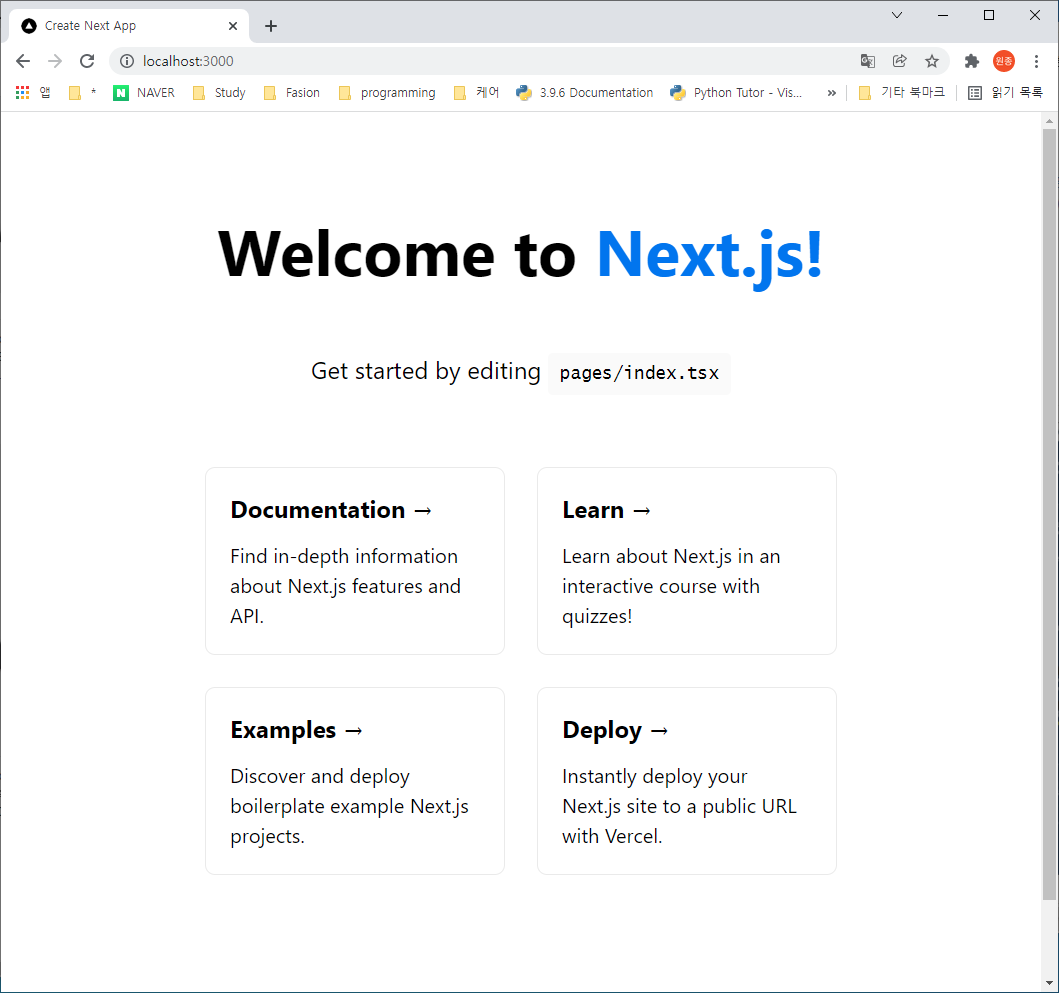 Create Next App
localhost:3000
원종
앱 * NAVER Study Fasion programming 케어 3.9.6 Documentation Python Tutor - Vis... » 기타 북마크 읽기 목록
Welcome to Next.js!
Get started by editing pages/index.tsx
Documentation →
Find in-depth information
about Next.js features and
API.
Learn →
Learn about Next.js in an
interactive course with
quizzes!
Examples →
Discover and deploy
boilerplate example Next.js
projects.
Deploy →
Instantly deploy your
Next.js site to a public URL
with Vercel.